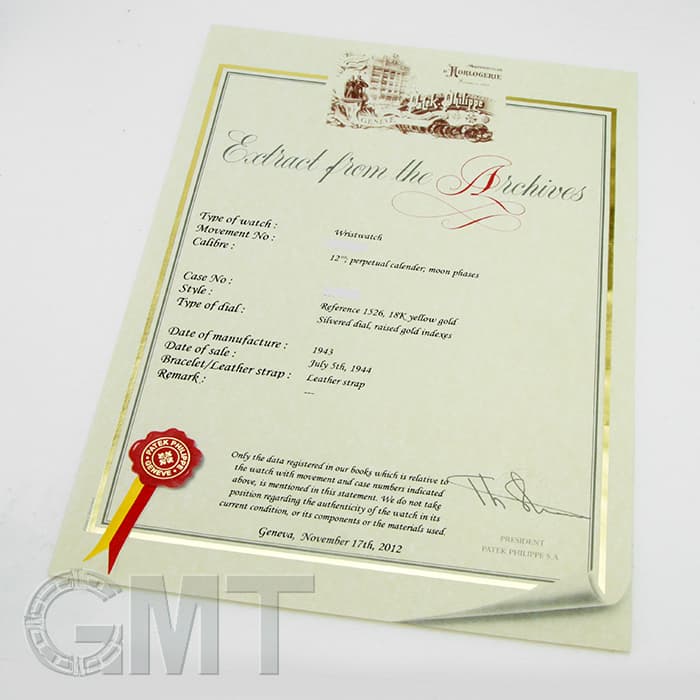 HORLOGERIE
Patek, Philippe
GENÈVE
Extract from the Archives
Type of watch : Wristwatch
Movement No :
Calibre : 12''', perpetual calender; moon phases
Case No :
Style : Reference 1526, 18K yellow gold
Type of dial : Silvered dial, raised gold indexes
Date of manufacture : 1943
Date of sale : July 5th, 1944
Bracelet/Leather strap : Leather strap
Remark : ---
PATEK PHILIPPE
GENEVE
Only the data registered in our books which is relative to
the watch with movement and case numbers indicated
above, is mentioned in this statement. We do not take
position regarding the authenticity of the watch in its
current condition, or its components or the materials used.
Geneva, November 17th, 2012
PRESIDENT
PATEK PHILIPPE S.A
GMT